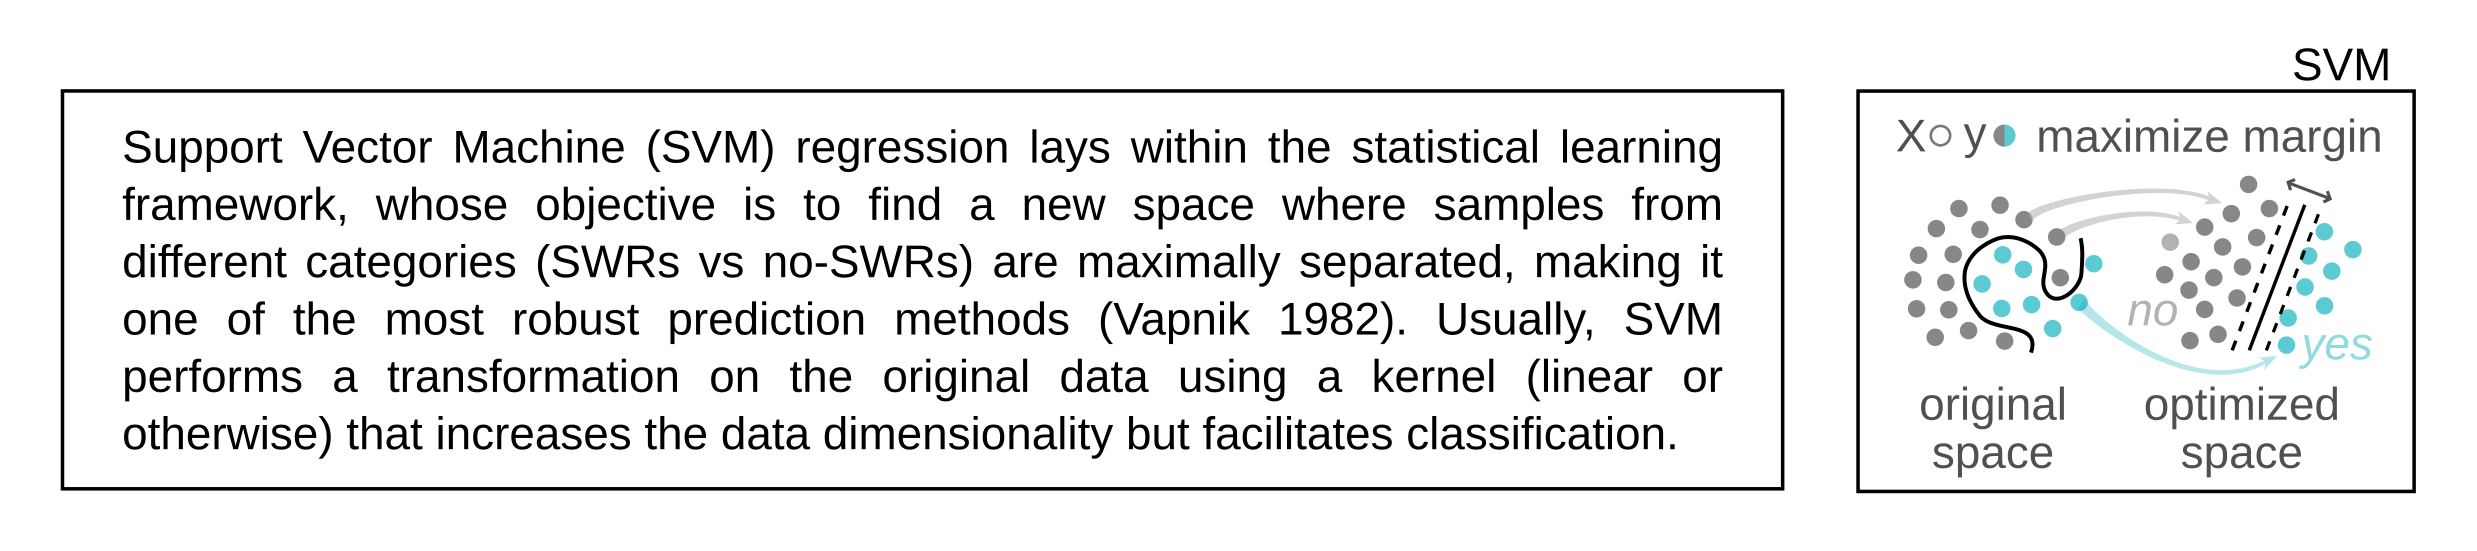 SVM
Support Vector Machine (SVM) regression lays within the statistical learning
framework, whose objective is to find a new space where samples from
different categories (SWRs vs no-SWRs) are maximally separated, making it
one of the most robust prediction methods (Vapnik 1982). Usually, SVM
performs a transformation on the original data using a kernel (linear or
otherwise) that increases the data dimensionality but facilitates classification.
X y maximize margin
no
yes
original
space
optimized
space